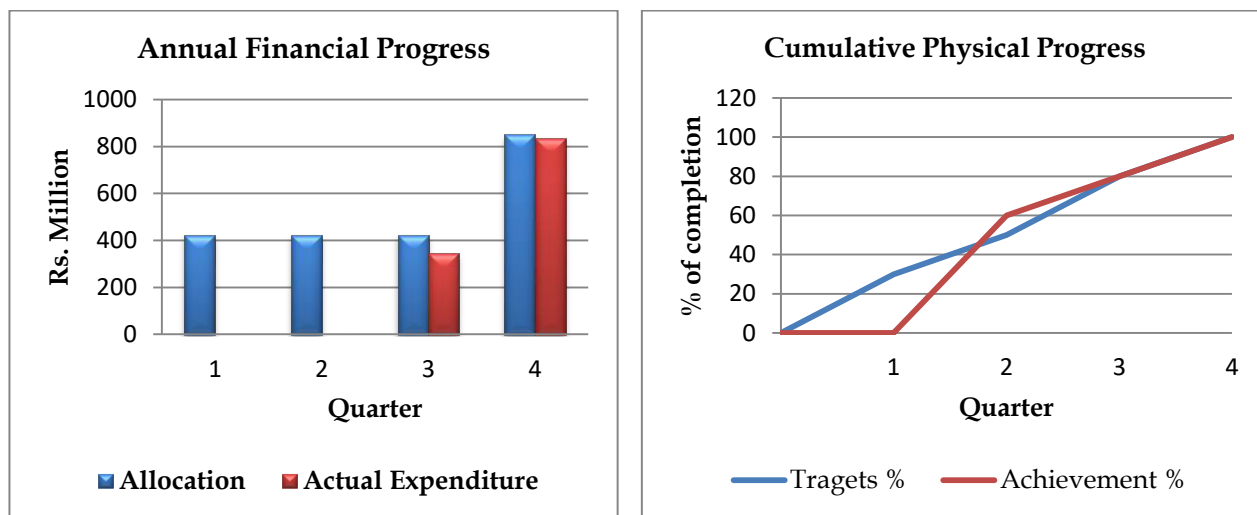 Annual Financial Progress
Rs. Million
1000
800
600
400
200
0
1 2 3 4
Quarter
Allocation Actual Expenditure
Cumulative Physical Progress
% of completion
120
100
80
60
40
20
0
1 2 3 4
Quarter
Tragets % Achievement %